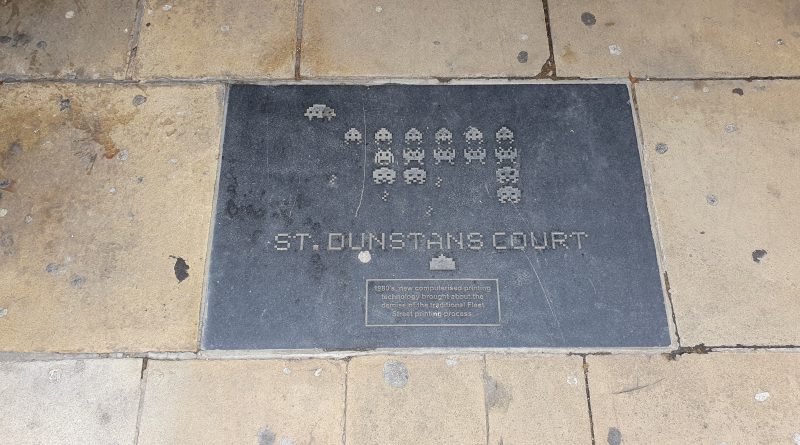 ST. DUNSTANS COURT
1980's, new computerised printing
technology brought about the
demise of the traditional Fleet
Street printing process